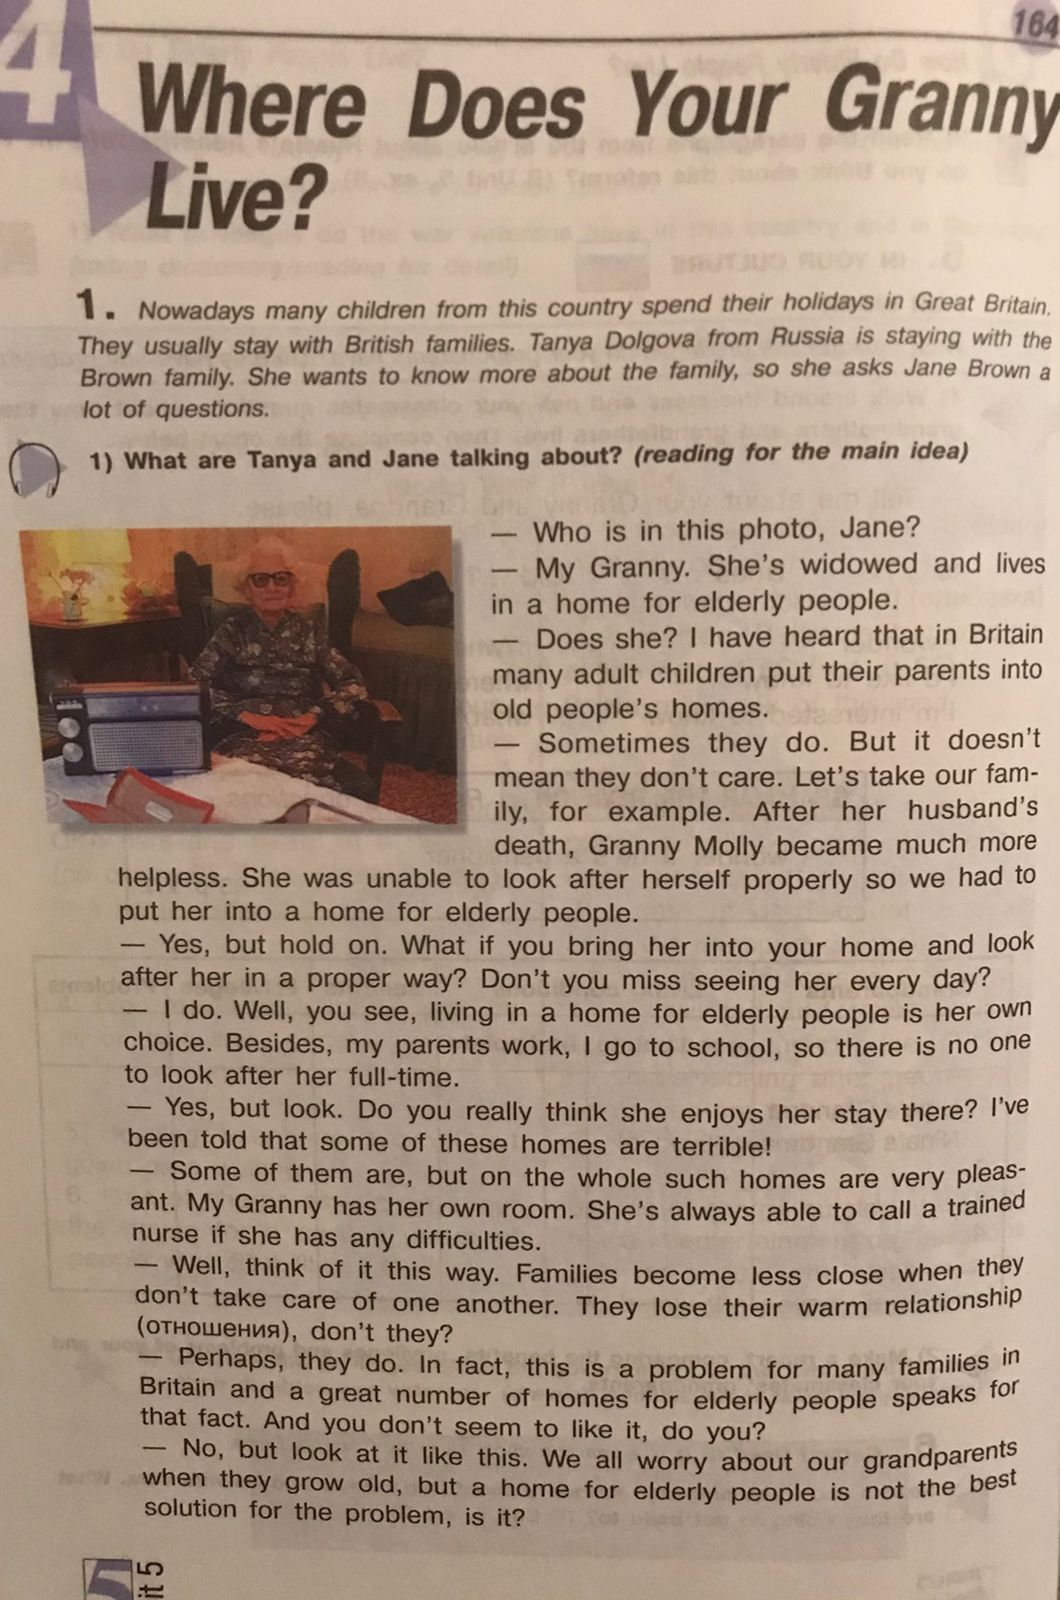 4
164
Where Does Your Granny
Live?
1. Nowadays many children from this country spend their holidays in Great Britain.
They usually stay with British families. Tanya Dolgova from Russia is staying with the
Brown family. She wants to know more about the family, so she asks Jane Brown a
lot of questions.
1) What are Tanya and Jane talking about? (reading for the main idea)
— Who is in this photo, Jane?
— My Granny. She's widowed and lives
in a home for elderly people.
— Does she? I have heard that in Britain
many adult children put their parents into
old people's homes.
— Sometimes they do. But it doesn't
mean they don't care. Let's take our fam-
ily, for example. After her husband's
death, Granny Molly became much more
helpless. She was unable to look after herself properly so we had to
put her into a home for elderly people.
— Yes, but hold on. What if you bring her into your home and look
after her in a proper way? Don't you miss seeing her every day?
— I do. Well, you see, living in a home for elderly people is her own
choice. Besides, my parents work, I go to school, so there is no one
to look after her full-time.
— Yes, but look. Do you really think she enjoys her stay there? I've
been told that some of these homes are terrible!
— Some of them are, but on the whole such homes are very pleas-
ant. My Granny has her own room. She's always able to call a trained
nurse if she has any difficulties.
— Well, think of it this way. Families become less close when they
don't take care of one another. They lose their warm relationship
(отношения), don't they?
— Perhaps, they do. In fact, this is a problem for many families in
Britain and a great number of homes for elderly people speaks for
that fact. And you don't seem to like it, do you?
— No, but look at it like this. We all worry about our grandparents
when they grow old, but a home for elderly people is not the best
solution for the problem, is it?
5
it 5